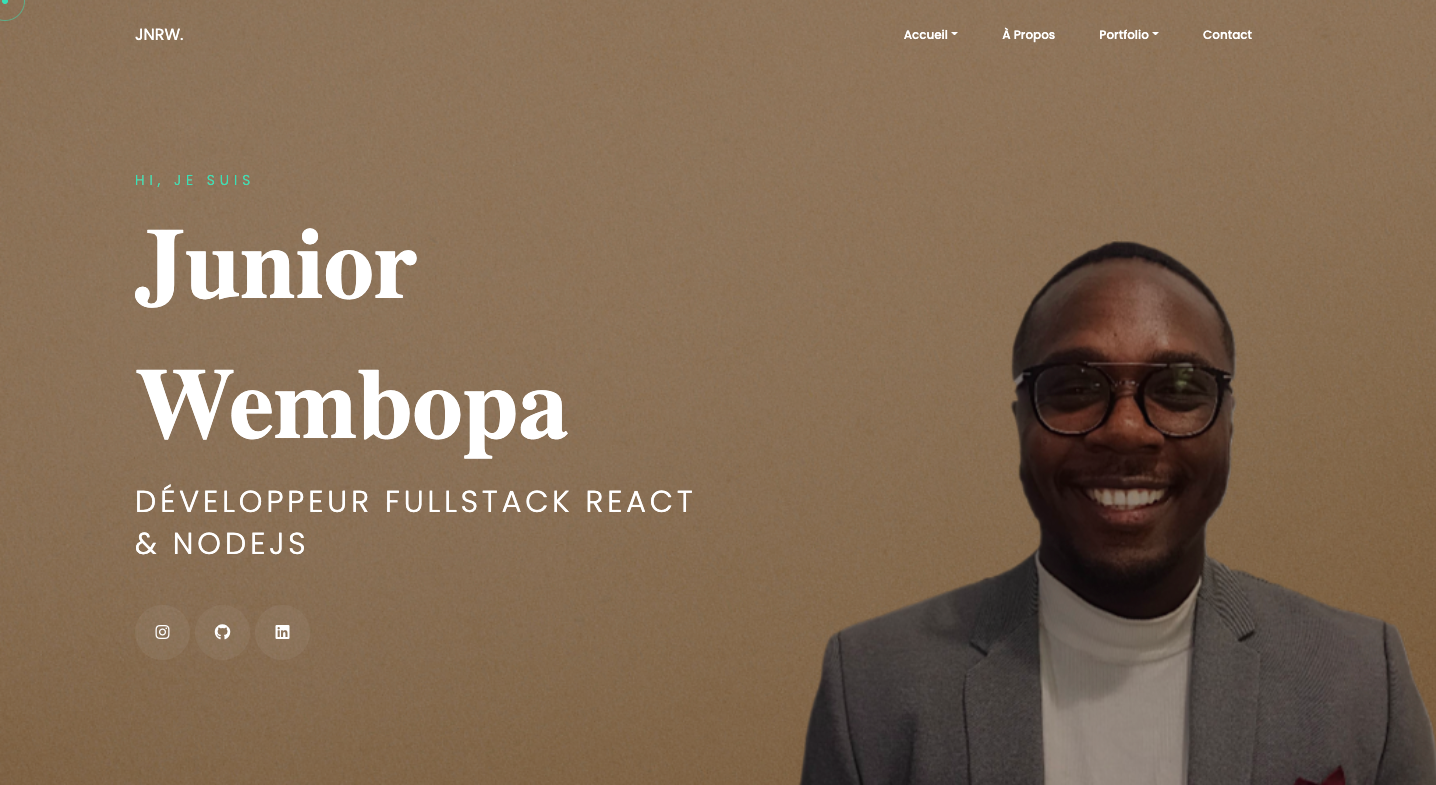 JNRW.
Accueil À Propos Portfolio Contact
HI, JE SUIS
Junior
Wembopa
DÉVELOPPEUR FULLSTACK REACT
& NODEJS